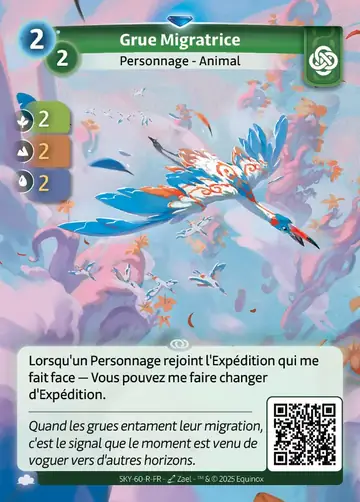 2
2
Grue Migratrice
Personnage - Animal
2
2
2
Lorsqu'un Personnage rejoint l'Expédition qui me
fait face — Vous pouvez me faire changer
d'Expédition.
Quand les grues entament leur migration,
c'est le signal que le moment est venu de
voguer vers d'autres horizons.
SKY-60-R-FR - Zael - ™ & © 2025 Equinox